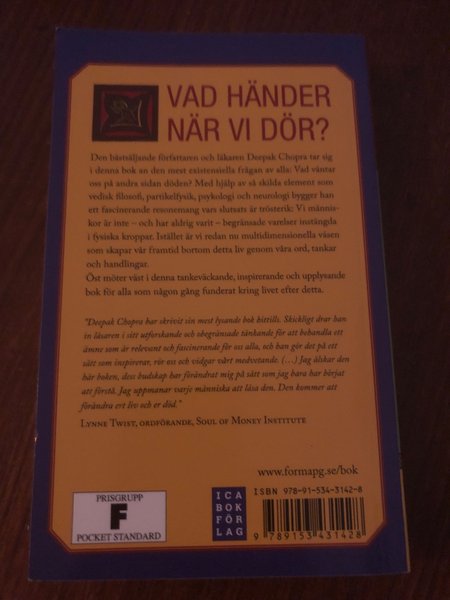 VAD HÄNDER
NÄR VI DÖR?
Den bästsäljande författaren och läkaren Deepak Chopra tar sig
i denna bok an den mest existensiella frågan av alla: Vad väntar
oss på andra sidan döden? Med hjälp av så skilda element som
vedisk filosofi, partikelfysik, psykologi och neurologi bygger han
ett fascinerande resonemang vars slutsats är trösterik: Vi männis-
kor är inte – och har aldrig varit – begränsade varelser instängda
i fysiska kroppar. Istället är vi redan nu multidimensionella väsen
som skapar vår framtid bortom detta liv genom våra ord, tankar
och handlingar.
Öst möter väst i denna tankeväckande, inspirerande och upplysande
bok för alla som någon gång funderat kring livet efter detta.
"Deepak Chopra har skrivit sin mest lysande bok hittills. Skickligt drar han
in läsaren i sitt utforskande och obegränsade tänkande för att behandla ett
ämne som är relevant och fascinerande för oss alla, och han gör det på ett
sätt som inspirerar, rör oss och vidgar vårt medvetande. (...) Jag älskar den
här boken, dess budskap har förändrat mig på sätt som jag bara har börjat
att förstå. Jag uppmanar varje människa att läsa den. Den kommer att
förändra ert liv och er död."
LYNNE TWIST, ORDFÖRANDE, SOUL OF MONEY INSTITUTE
www.formapg.se/bok
PRISGRUPP
F
POCKET STANDARD
ICA
BOK
FÖR
LAG
ISBN 978-91-534-3142-8
9 789153 431428